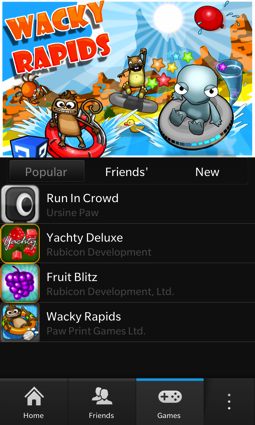 WACKY
RAPIDS
Popular Friends' New
Run In Crowd
Ursine Paw
Yachty Deluxe
Rubicon Development
Fruit Blitz
Rubicon Development, Ltd.
Wacky Rapids
Paw Print Games Ltd.
Home Friends Games